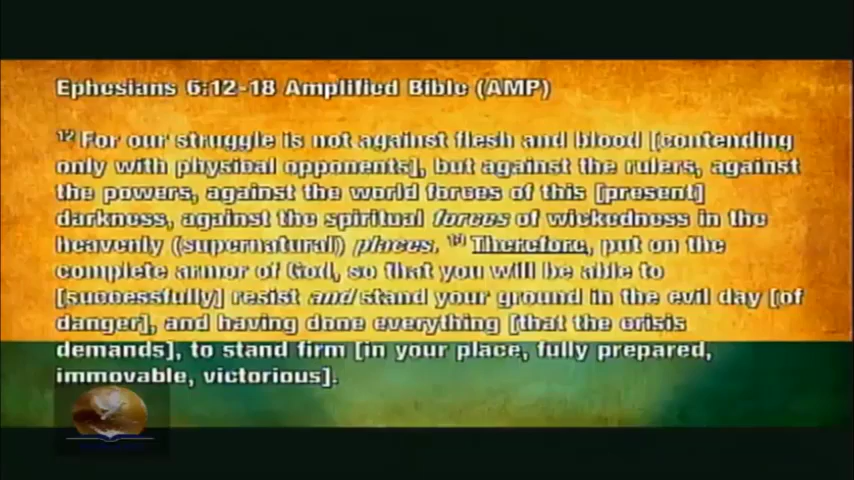 Ephesians 6:12-18 Amplified Bible (AMP)
12 For our struggle is not against flesh and blood [contending
only with physical opponents], but against the rulers, against
the powers, against the world forces of this [present]
darkness, against the spiritual forces of wickedness in the
heavenly (supernatural) places. 13 Therefore, put on the
complete armor of God, so that you will be able to
[successfully] resist and stand your ground in the evil day [of
danger], and having done everything [that the crisis
demands], to stand firm [in your place, fully prepared,
immovable, victorious].